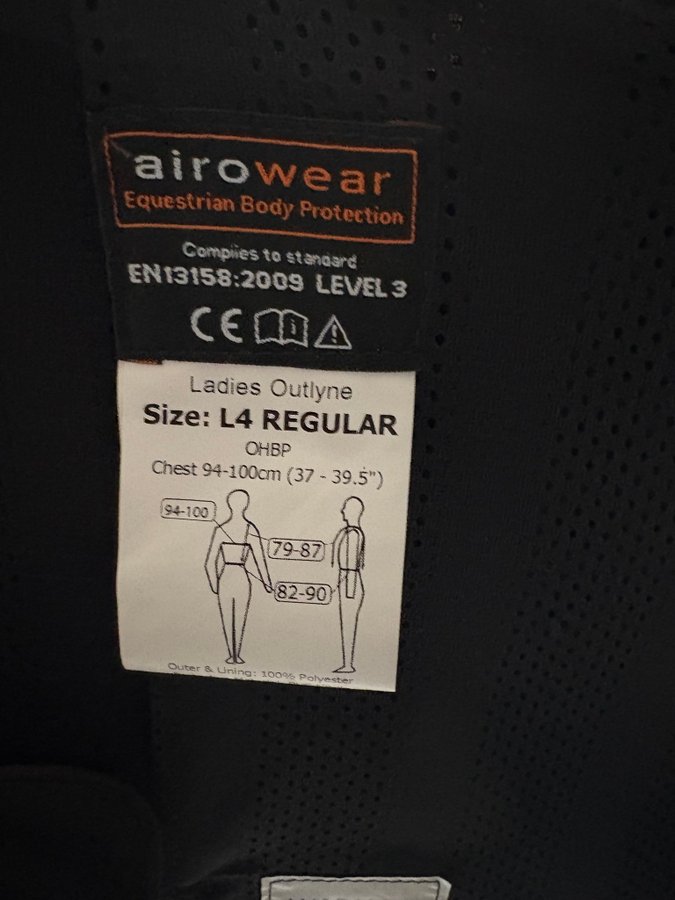 airowear
Equestrian Body Protection
Complies to standard
EN13158:2009 LEVEL 3
CE
Ladies Outlyne
Size: L4 REGULAR
OHBP
Chest 94-100cm (37 - 39.5")
94-100
79-87
82-90
Outer & Lining: 100% Polyester